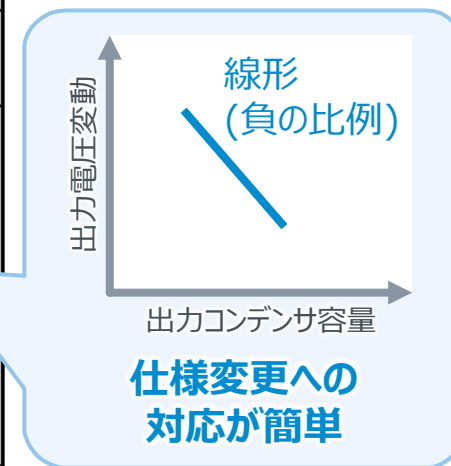 線形
(負の比例)
出力電圧変動
出力コンデンサ容量
仕様変更への
対応が簡単